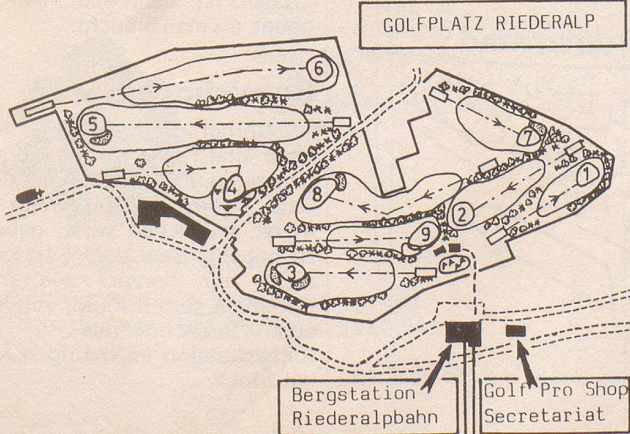 GOLFPLATZ RIEDERALP
6
5
7
4
1
8
2
9
3
Bergstation
Riederalpbahn
Golf Pro Shop
Secretariat